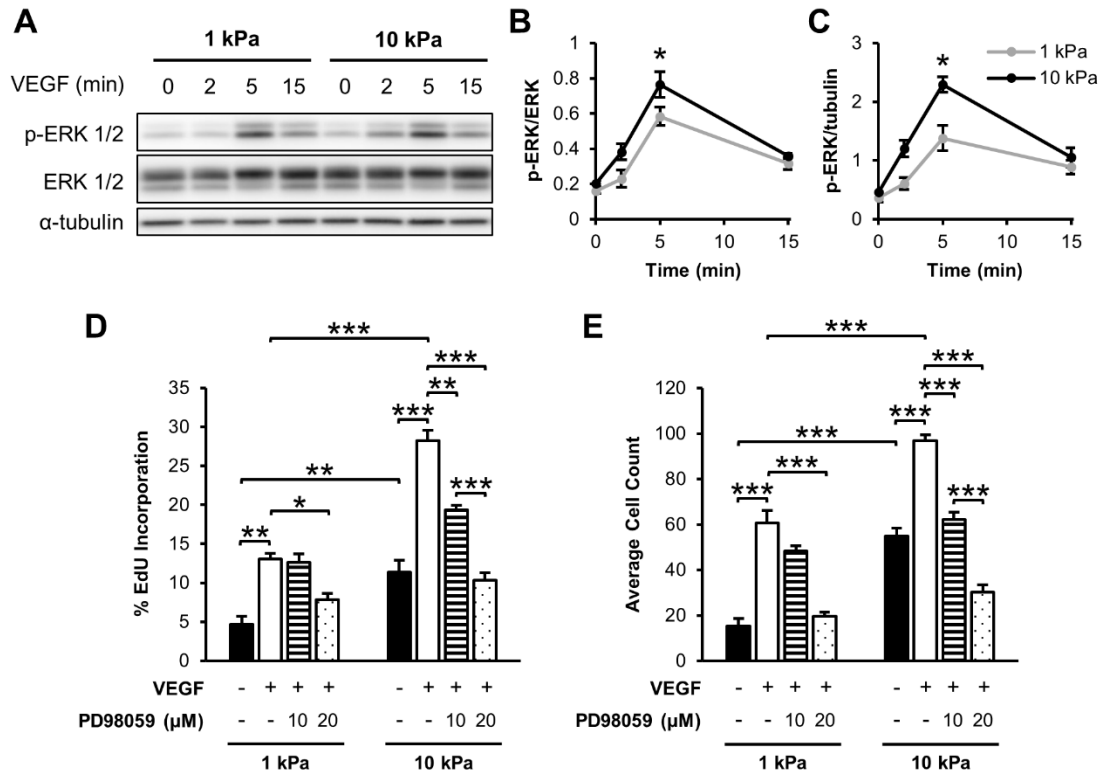 A
1 kPa 10 kPa
VEGF (min) 0 2 5 15 0 2 5 15
p-ERK 1/2
ERK 1/2
α-tubulin
B
p-ERK/ERK
1
0.8
0.6
0.4
0.2
0
*
0 5 10 15
Time (min)
C
p-ERK/tubulin
3
2
1
0
*
1 kPa
10 kPa
0 5 10 15
Time (min)
D
% EdU Incorporation
35
30
25
20
15
10
5
0
***
***
**
***
**
***
*
**
VEGF - + + + - + + +
PD98059 (µM) - - 10 20 - - 10 20
1 kPa 10 kPa
E
Average Cell Count
120
100
80
60
40
20
0
***
***
***
***
***
***
***
***
VEGF - + + + - + + +
PD98059 (µM) - - 10 20 - - 10 20
1 kPa 10 kPa